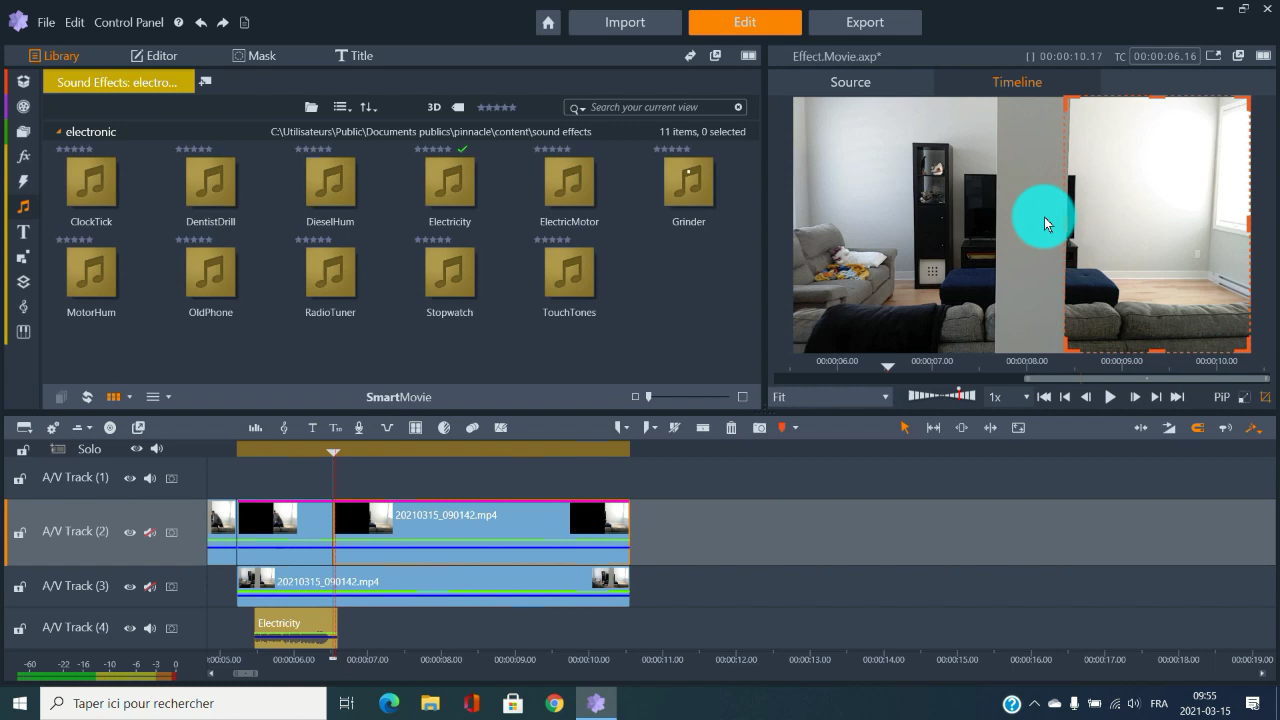 File Edit Control Panel Import Edit Export
Library Editor Mask Title
Effect.Movie.axp* [ ] 00:00:10.17 TC 00:00:06.16
Sound Effects: electro...
Source Timeline
3D Search your current view
electronic C:\Utilisateurs\Public\Documents publics\pinnacle\content\sound effects 11 items, 0 selected
ClockTick DentistDrill DieselHum Electricity ElectricMotor Grinder
MotorHum OldPhone RadioTuner Stopwatch TouchTones
00:00:06.00 00:00:07.00 00:00:08.00 00:00:09.00 00:00:10.00
SmartMovie
Fit 1x PiP
Solo
A/V Track (1)
A/V Track (2) 20210315_090142.mp4
A/V Track (3) 20210315_090142.mp4
A/V Track (4) Electricity
-60 -22 -16 -10 -6 -3 0
:00:05.00 00:00:06.00 00:00:07.00 00:00:08.00 00:00:09.00 00:00:10.00 00:00:11.00 00:00:12.00 00:00:13.00 00:00:14.00 00:00:15.00 00:00:16.00 00:00:17.00 00:00:18.00 00:00:19.00
Taper ici pour rechercher
FRA 09:55
2021-03-15